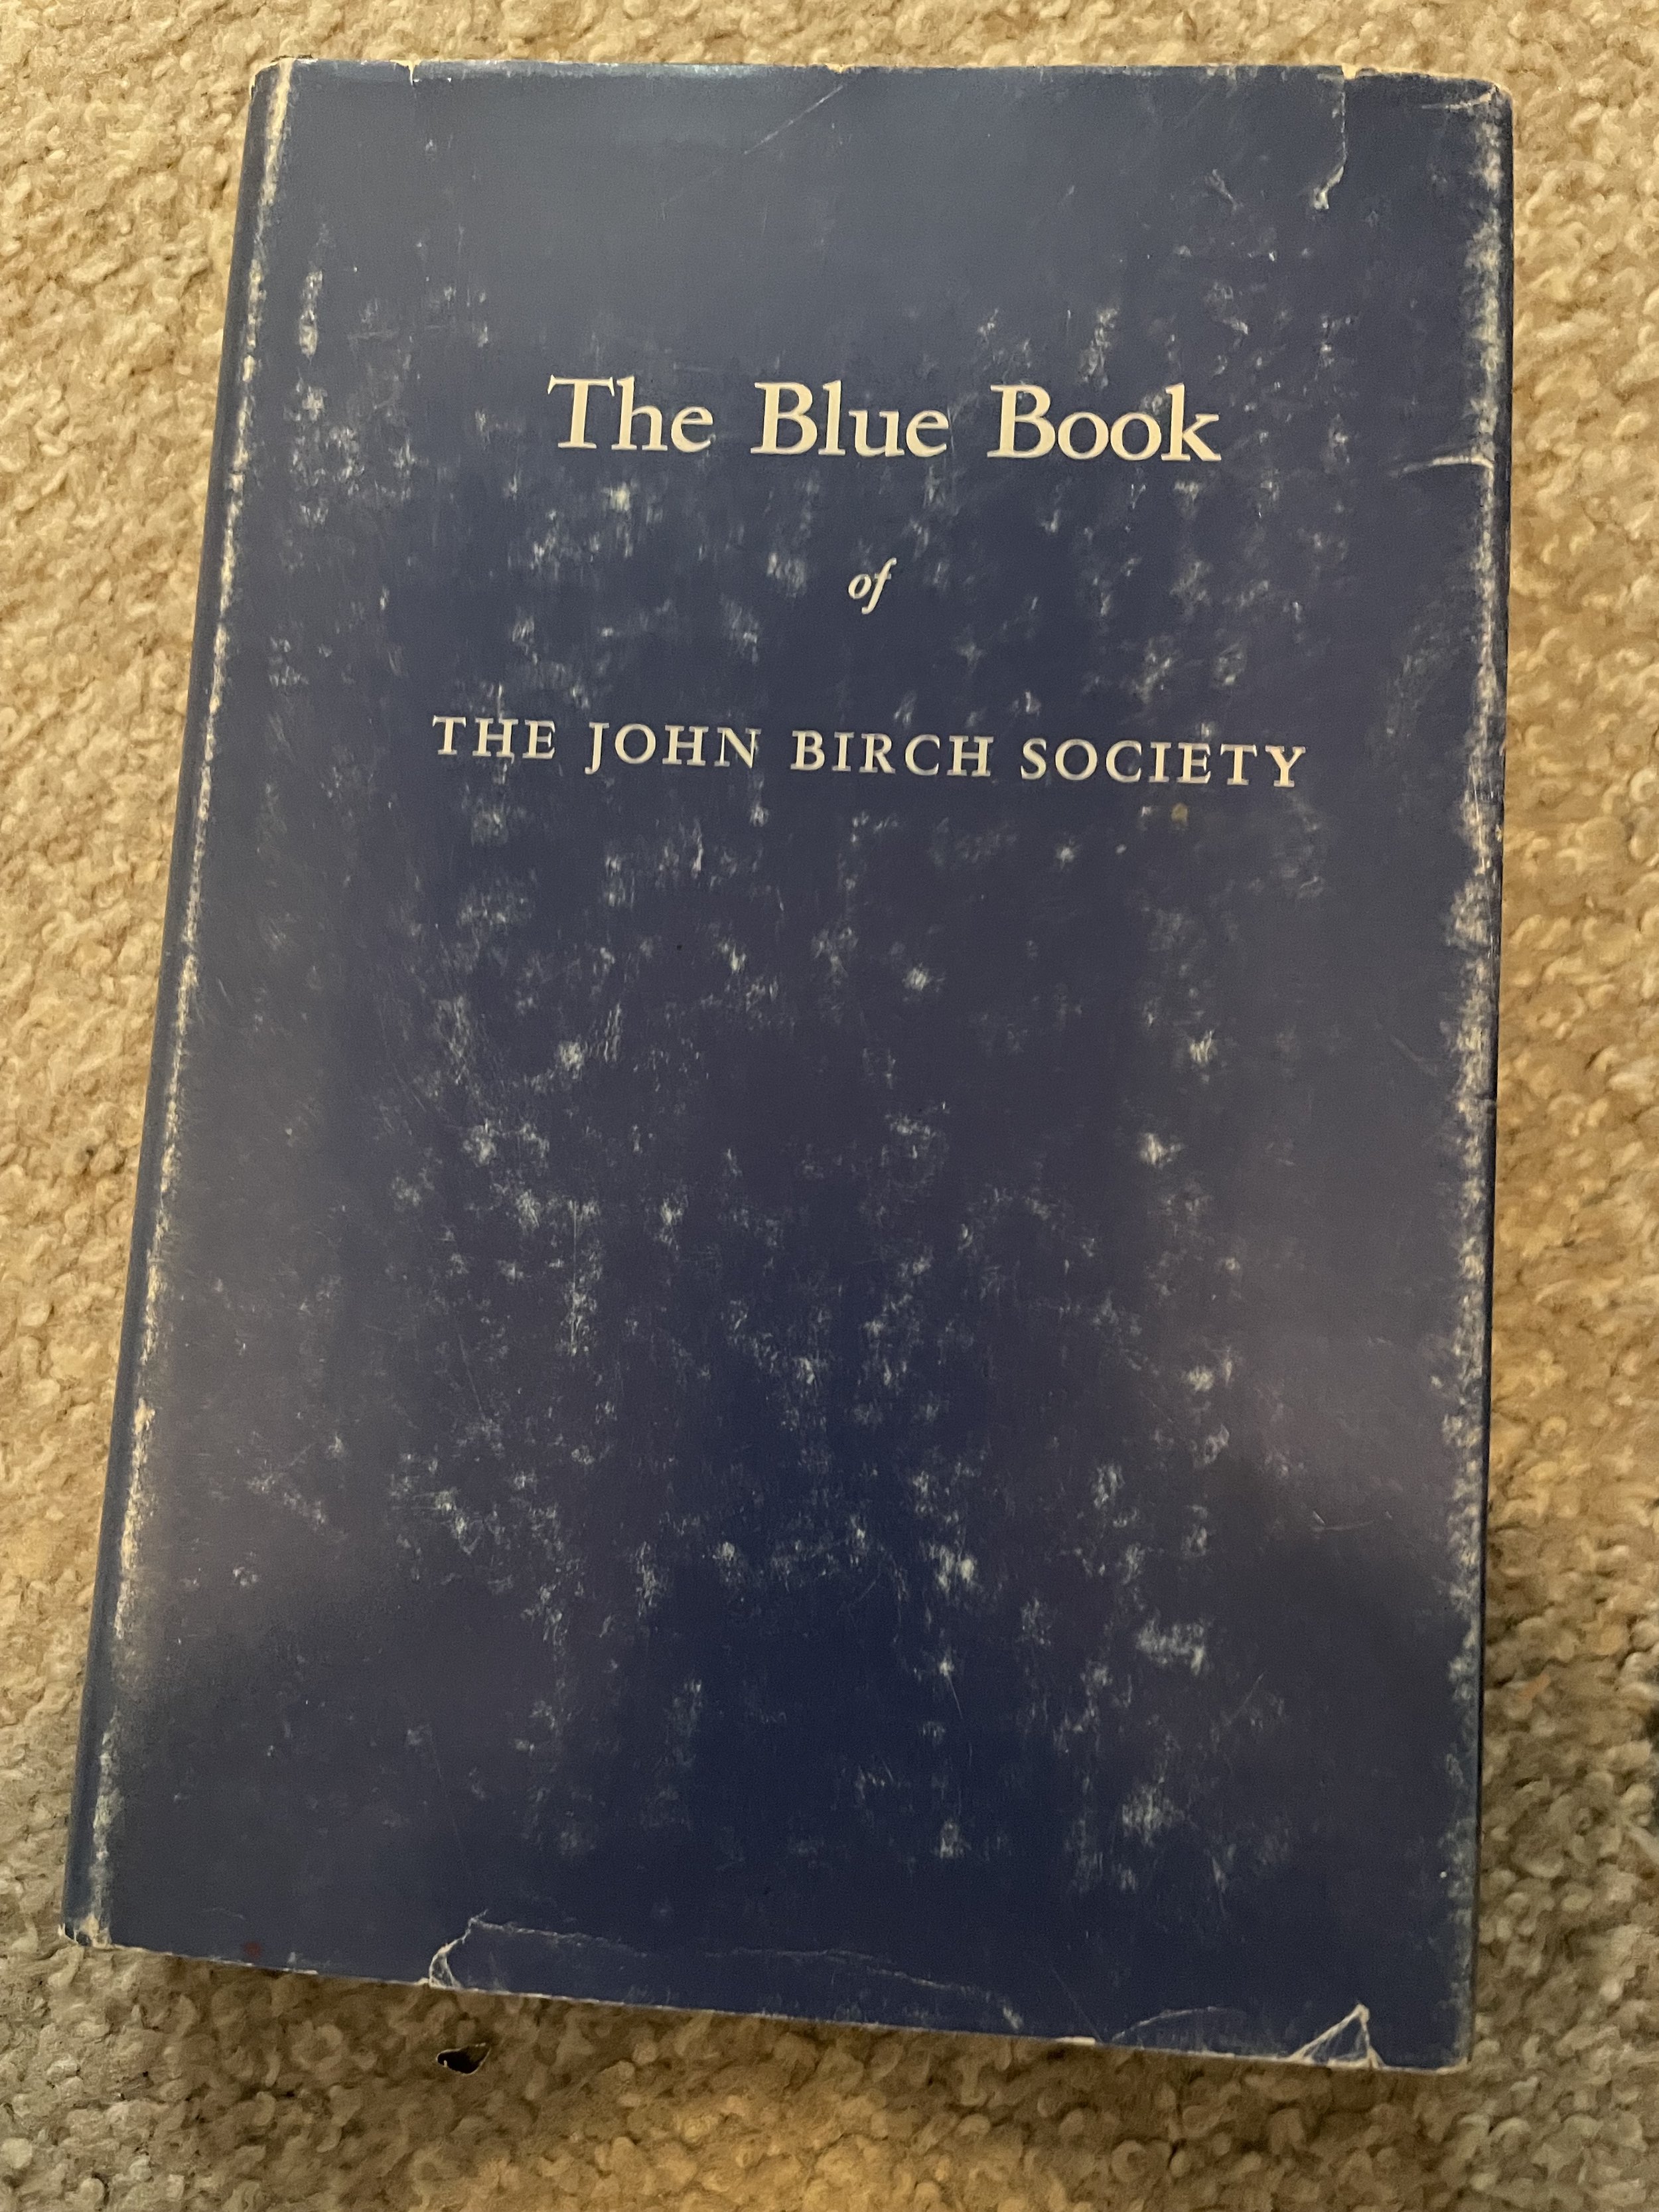 The Blue Book
of
THE JOHN BIRCH SOCIETY